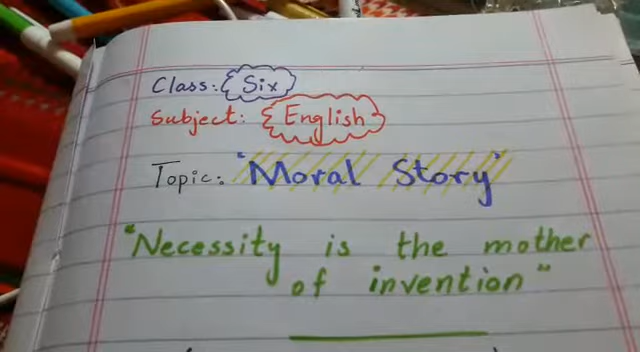 Class: Six
Subject: English
Topic: "Moral Story"
"Necessity is the mother
of invention"